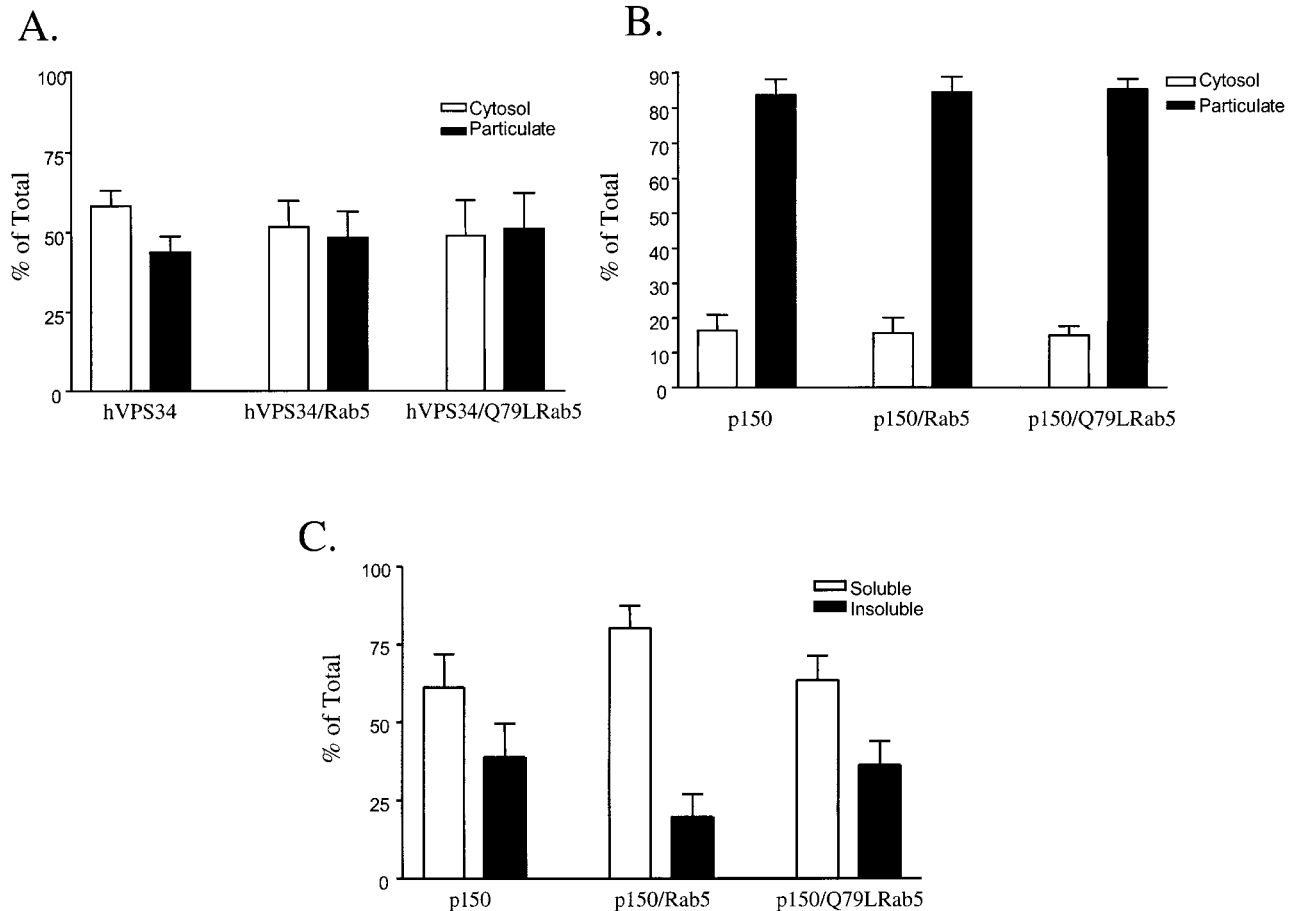 A.
100
75
50
25
0
% of Total
Cytosol
Particulate
hVPS34
hVPS34/Rab5
hVPS34/Q79LRab5
B.
90
80
70
60
50
40
30
20
10
0
% of Total
Cytosol
Particulate
p150
p150/Rab5
p150/Q79LRab5
C.
100
75
50
25
0
% of Total
Soluble
Insoluble
p150
p150/Rab5
p150/Q79LRab5